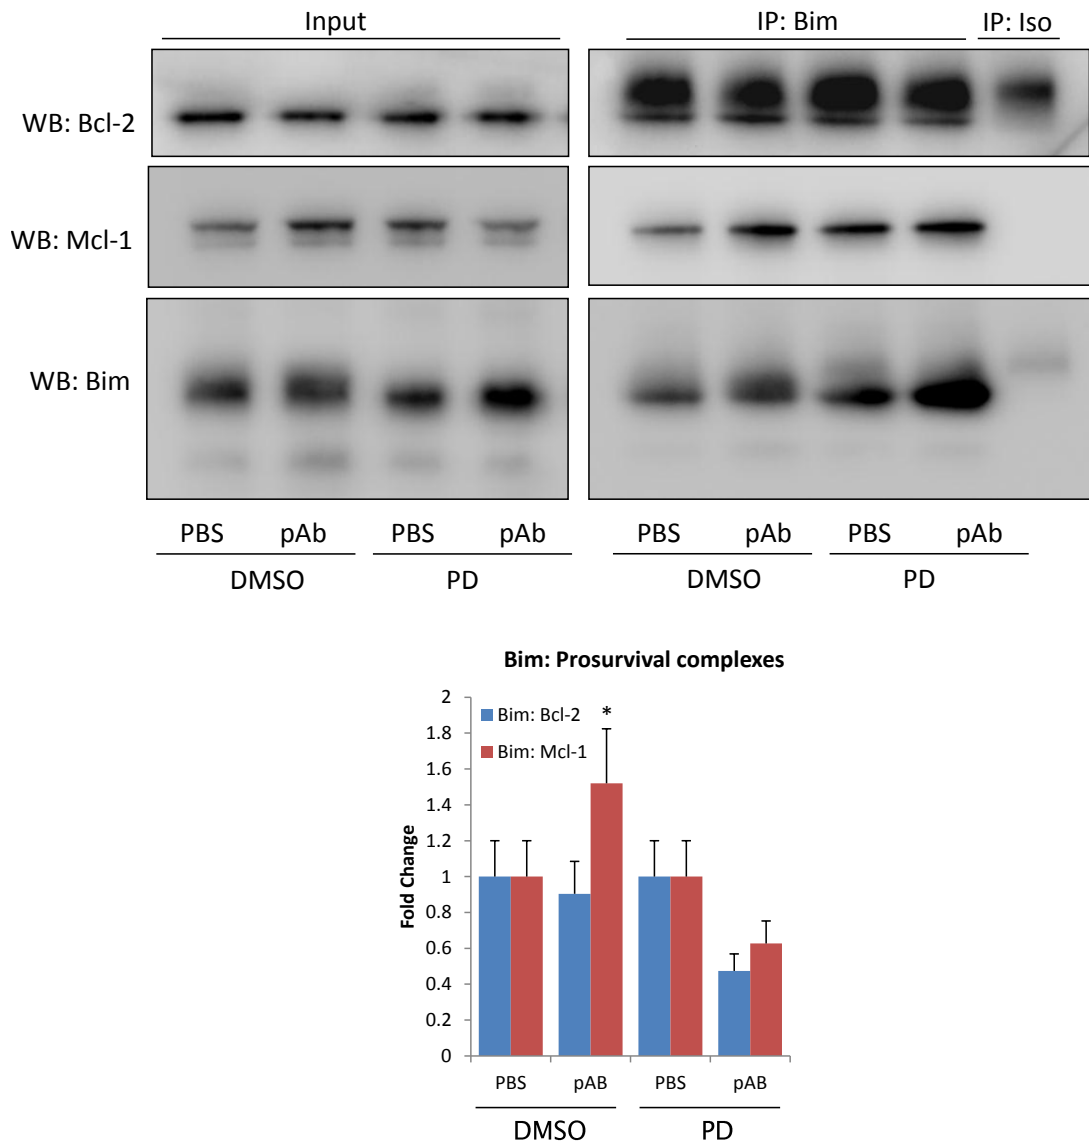 Input
IP: Bim
IP: Iso
WB: Bcl-2
WB: Mcl-1
WB: Bim
PBS pAb PBS pAb
DMSO PD
PBS pAb PBS pAb
DMSO PD
Bim: Prosurvival complexes
Bim: Bcl-2
Bim: Mcl-1
*
Fold Change
2
1.8
1.6
1.4
1.2
1
0.8
0.6
0.4
0.2
0
PBS pAB PBS pAB
DMSO PD